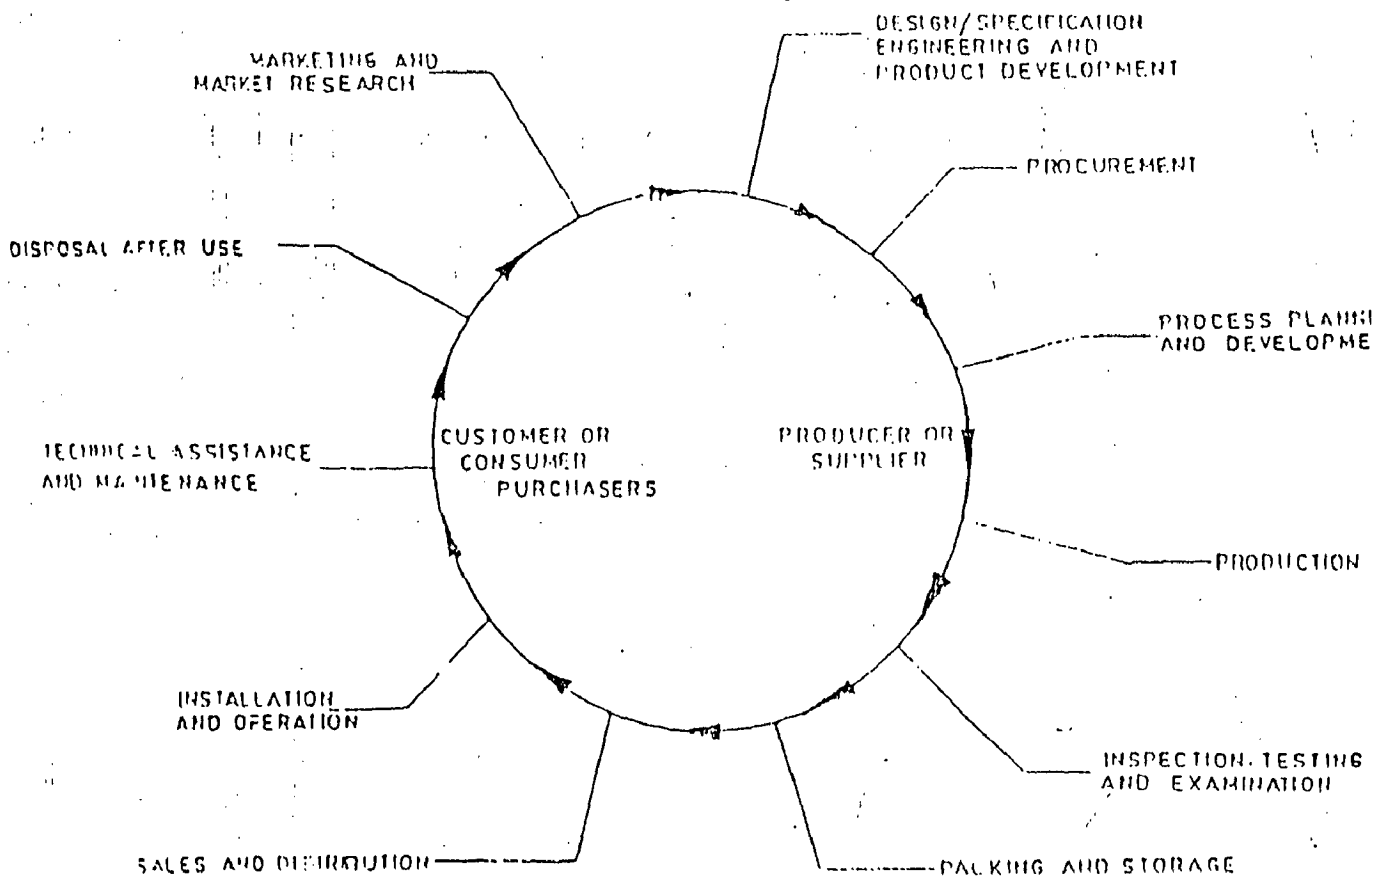 MARKETING AND
MARKET RESEARCH
DESIGN/SPECIFICATION
ENGINEERING AND
PRODUCT DEVELOPMENT
PROCUREMENT
PROCESS PLANNI
AND DEVELOPME
PRODUCTION
INSPECTION, TESTING
AND EXAMINATION
PACKING AND STORAGE
SALES AND DISTRIBUTION
INSTALLATION
AND OPERATION
TECHNICAL ASSISTANCE
AND MAINTENANCE
DISPOSAL AFTER USE
CUSTOMER OR
CONSUMER
PURCHASERS
PRODUCER OR
SUPPLIER